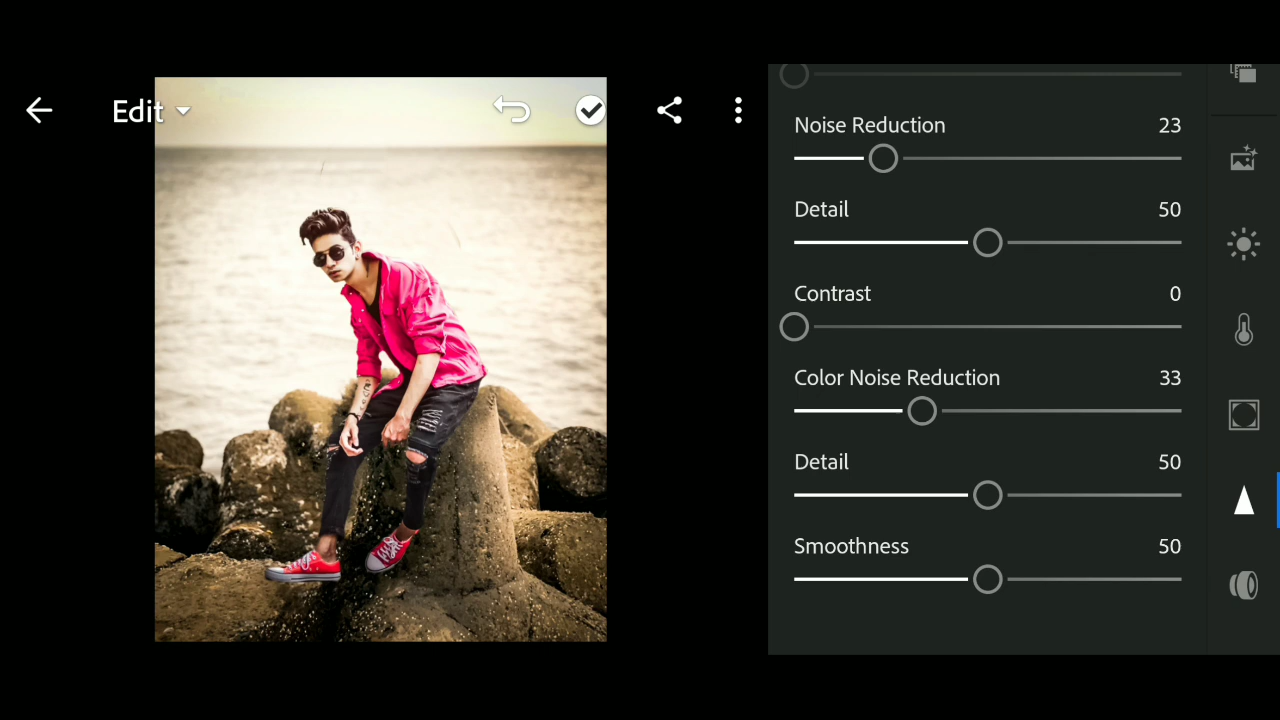 Edit
Noise Reduction 23
Detail 50
Contrast 0
Color Noise Reduction 33
Detail 50
Smoothness 50